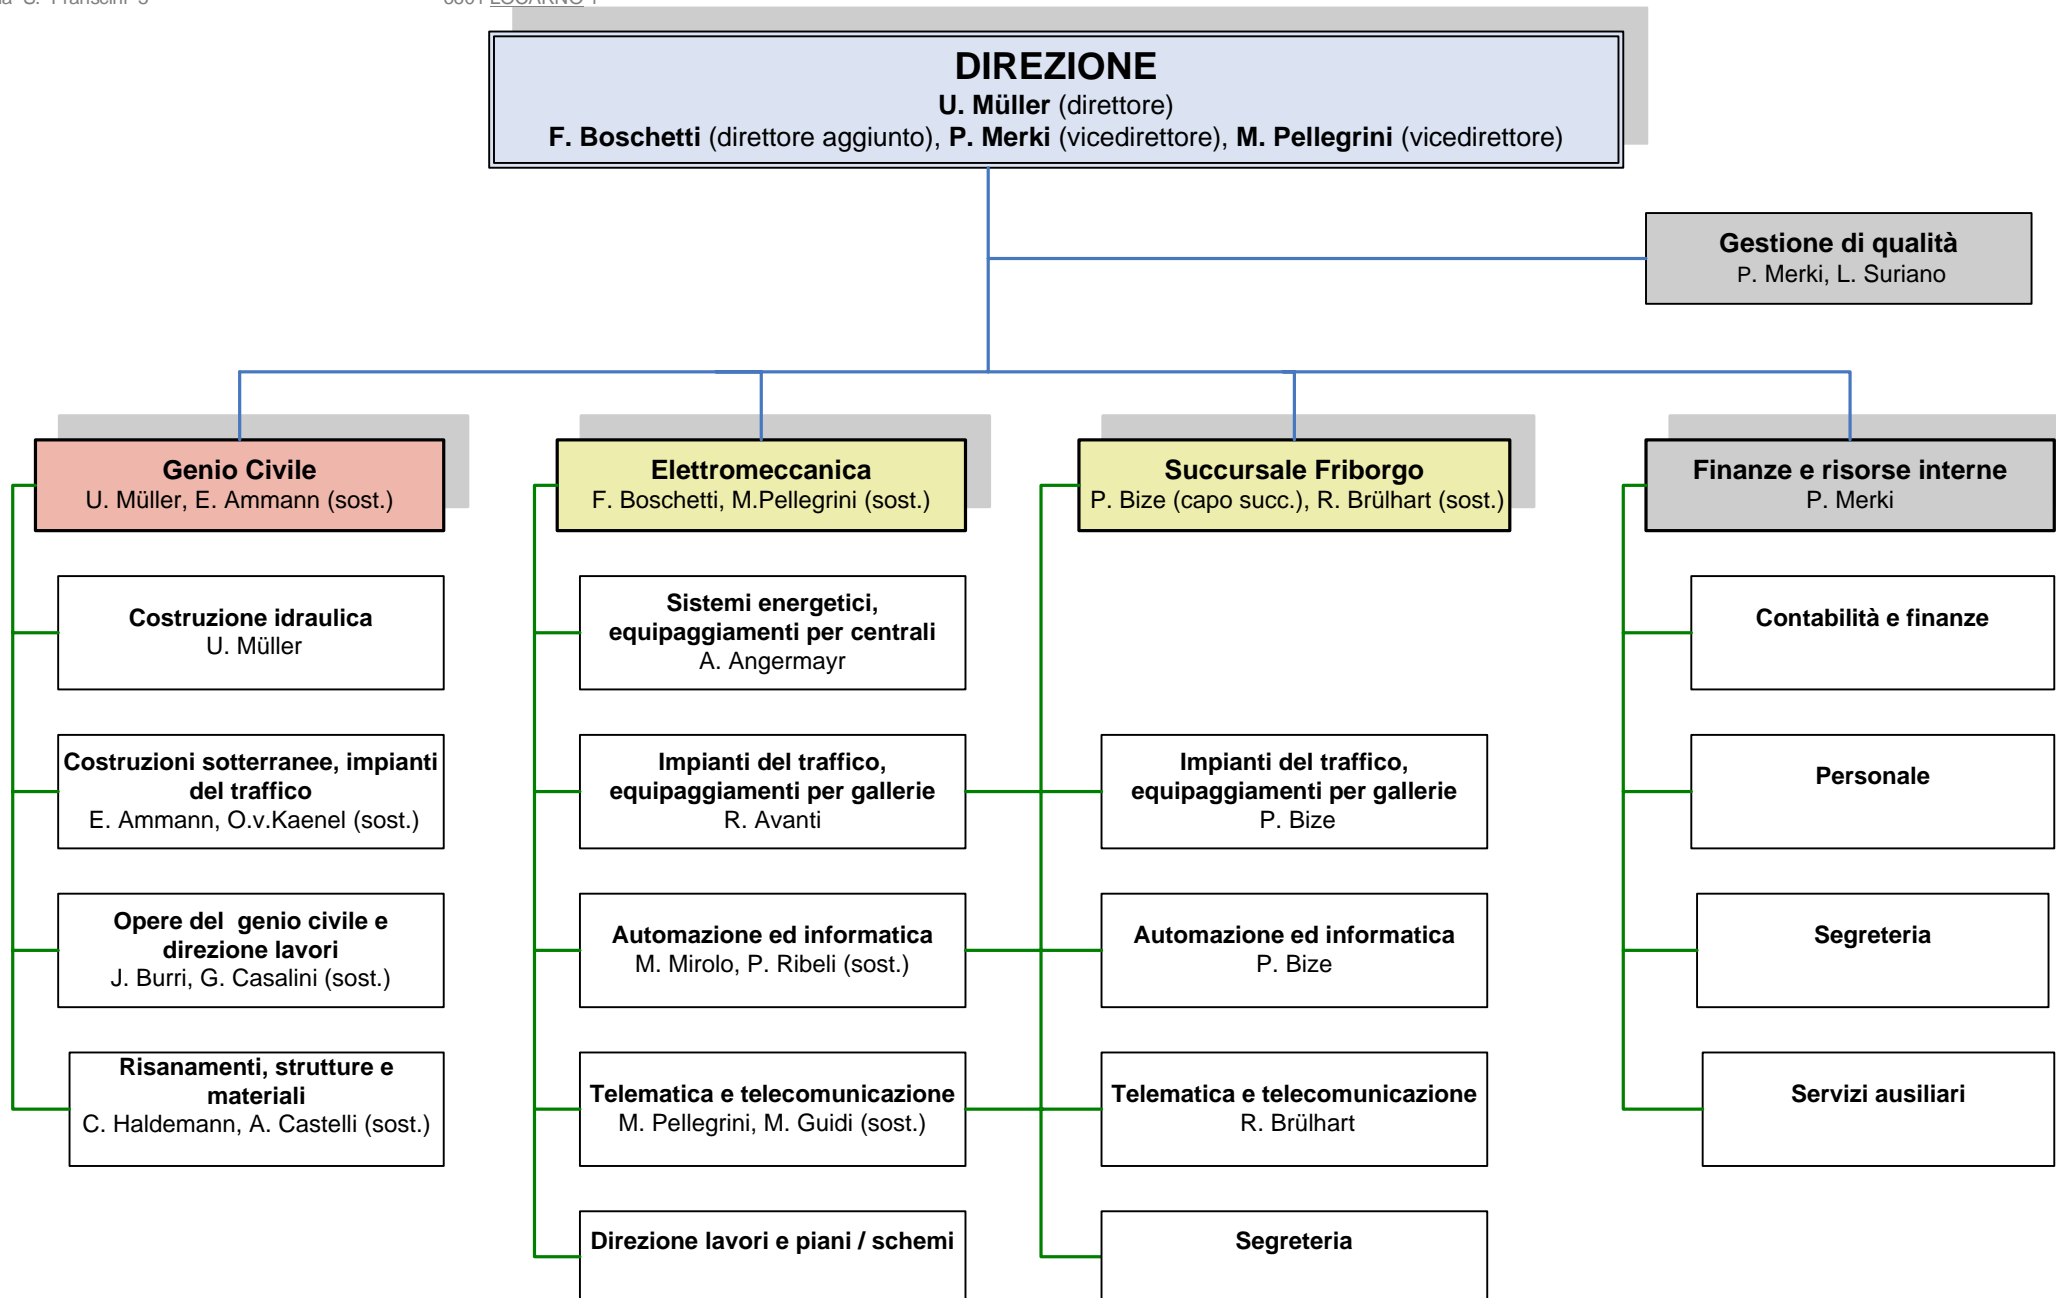 6601 LOCARNO 1
DIREZIONE
U. Müller (direttore)
F. Boschetti (direttore aggiunto), P. Merki (vicedirettore), M. Pellegrini (vicedirettore)
Gestione di qualità
P. Merki, L. Suriano
Genio Civile
U. Müller, E. Ammann (sost.)
Elettromeccanica
F. Boschetti, M.Pellegrini (sost.)
Succursale Friborgo
P. Bize (capo succ.), R. Brülhart (sost.)
Finanze e risorse interne
P. Merki
Costruzione idraulica
U. Müller
Costruzioni sotterranee, impianti
del traffico
E. Ammann, O.v.Kaenel (sost.)
Opere del genio civile e
direzione lavori
J. Burri, G. Casalini (sost.)
Risanamenti, strutture e
materiali
C. Haldemann, A. Castelli (sost.)
Sistemi energetici,
equipaggiamenti per centrali
A. Angermayr
Impianti del traffico,
equipaggiamenti per gallerie
R. Avanti
Automazione ed informatica
M. Mirolo, P. Ribeli (sost.)
Telematica e telecomunicazione
M. Pellegrini, M. Guidi (sost.)
Direzione lavori e piani / schemi
Impianti del traffico,
equipaggiamenti per gallerie
P. Bize
Automazione ed informatica
P. Bize
Telematica e telecomunicazione
R. Brülhart
Segreteria
Contabilità e finanze
Personale
Segreteria
Servizi ausiliari